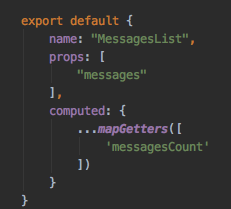 export default {
    name: "MessagesList",
    props: [
        "messages"
    ],
    computed: {
        ...mapGetters([
            'messagesCount'
        ])
    }
}